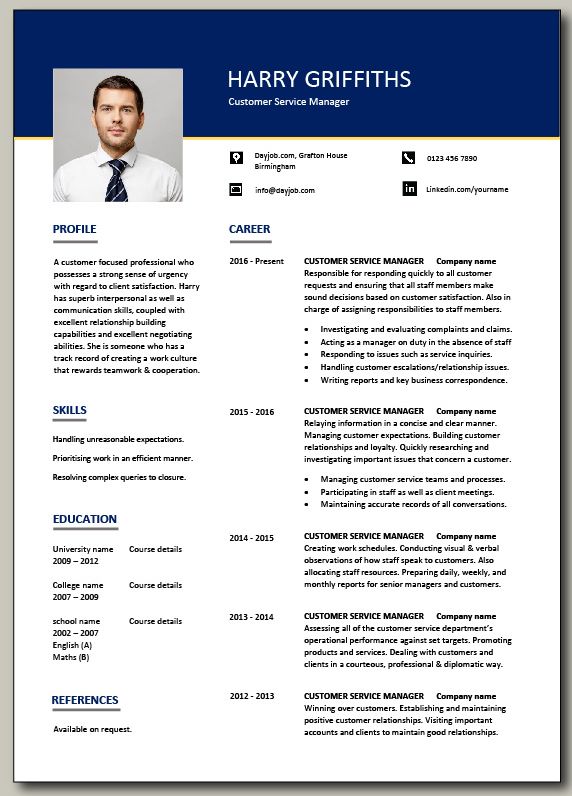 HARRY GRIFFITHS
Customer Service Manager
Dayjob.com, Grafton House
Birmingham
0123 456 7890
info@dayjob.com
Linkedin.com/yourname
PROFILE
A customer focused professional who
possesses a strong sense of urgency
with regard to client satisfaction. Harry
has superb interpersonal as well as
communication skills, coupled with
excellent relationship building
capabilities and excellent negotiating
abilities. She is someone who has a
track record of creating a work culture
that rewards teamwork & cooperation.
SKILLS
Handling unreasonable expectations.
Prioritising work in an efficient manner.
Resolving complex queries to closure.
EDUCATION
University name Course details
2009 – 2012
College name Course details
2007 – 2009
school name Course details
2002 – 2007
English (A)
Maths (B)
REFERENCES
Available on request.
CAREER
2016 - Present CUSTOMER SERVICE MANAGER Company name
Responsible for responding quickly to all customer
requests and ensuring that all staff members make
sound decisions based on customer satisfaction. Also in
charge of assigning responsibilities to staff members.
• Investigating and evaluating complaints and claims.
• Acting as a manager on duty in the absence of staff
• Responding to issues such as service inquiries.
• Handling customer escalations/relationship issues.
• Writing reports and key business correspondence.
2015 - 2016 CUSTOMER SERVICE MANAGER Company name
Relaying information in a concise and clear manner.
Managing customer expectations. Building customer
relationships and loyalty. Quickly researching and
investigating important issues that concern a customer.
• Managing customer service teams and processes.
• Participating in staff as well as client meetings.
• Maintaining accurate records of all conversations.
2014 - 2015 CUSTOMER SERVICE MANAGER Company name
Creating work schedules. Conducting visual & verbal
observations of how staff speak to customers. Also
allocating staff resources. Preparing daily, weekly, and
monthly reports for senior managers and customers.
2013 - 2014 CUSTOMER SERVICE MANAGER Company name
Assessing all of the customer service department's
operational performance against set targets. Promoting
products and services. Dealing with customers and
clients in a courteous, professional & diplomatic way.
2012 - 2013 CUSTOMER SERVICE MANAGER Company name
Winning over customers. Establishing and maintaining
positive customer relationships. Visiting important
accounts and clients to maintain good relationships.